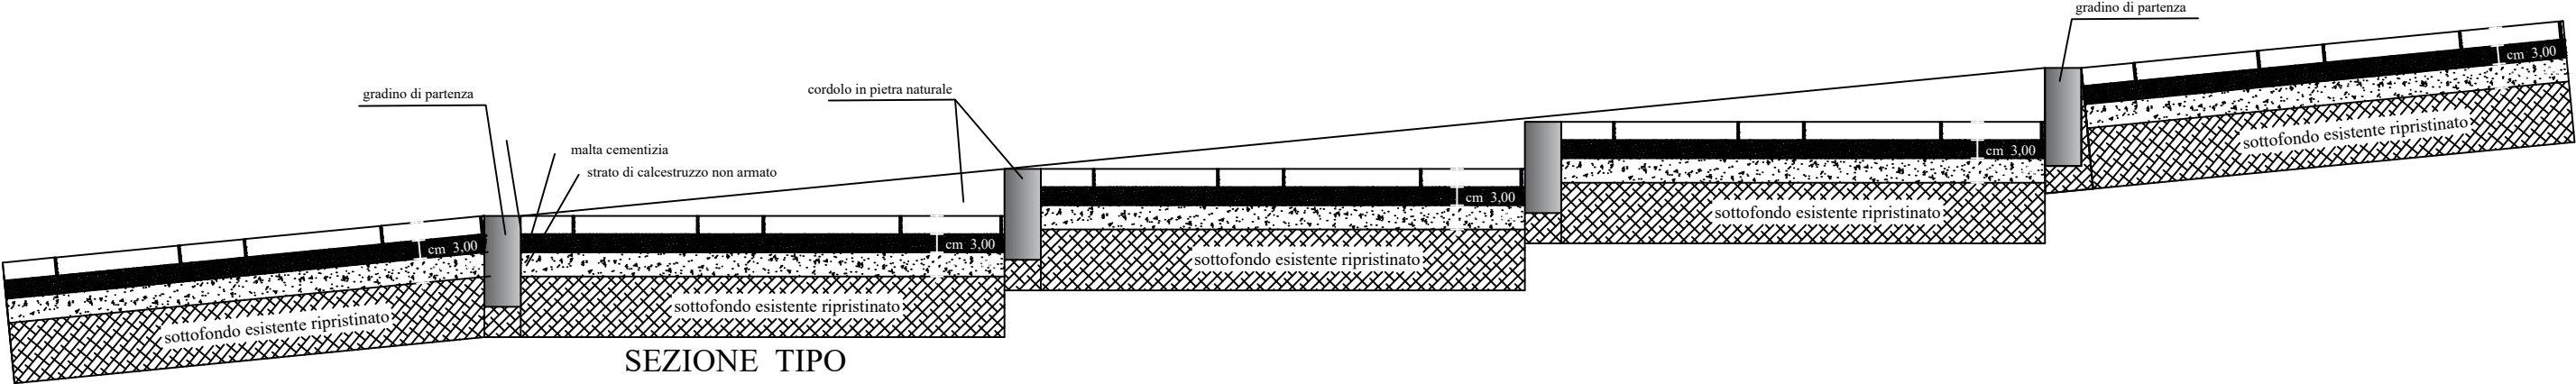 gradino di partenza
cm 3,00
gradino di partenza
cordolo in pietra naturale
malta cementizia
strato di calcestruzzo non armato
cm 3,00
cm 3,00
cm 3,00
cm 3,00
sottofondo esistente ripristinato
sottofondo esistente ripristinato
sottofondo esistente ripristinato
sottofondo esistente ripristinato
sottofondo esistente ripristinato
SEZIONE TIPO